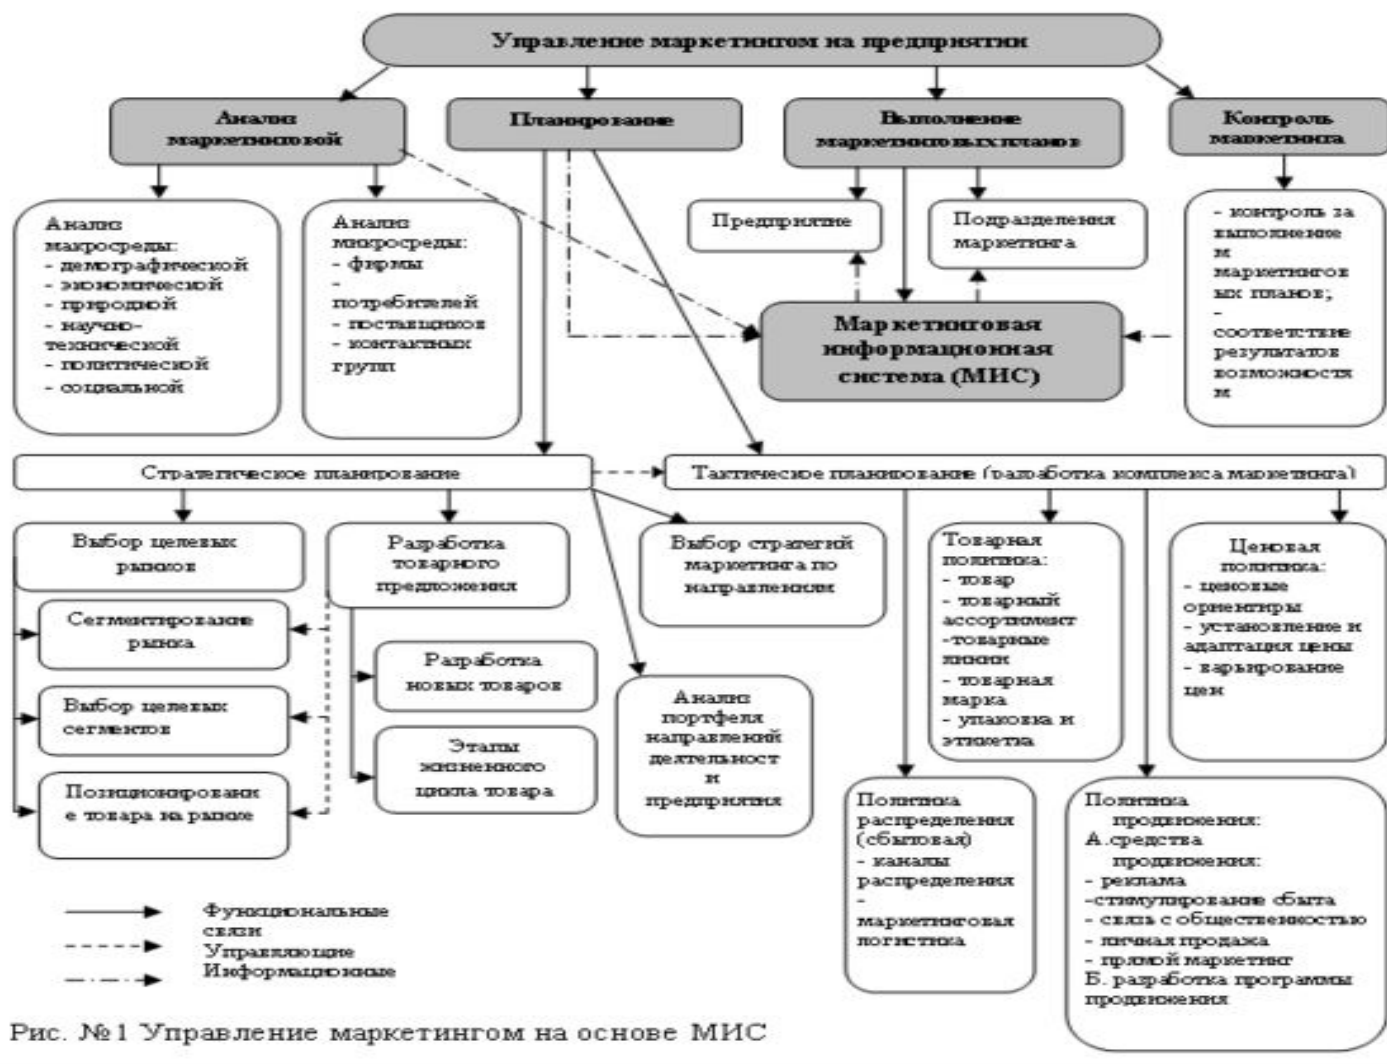 Управление маркетингом на предприятии
Анализ
маркетинговой
Планирование
Выполнение
маркетинговых планов
Контроль
маркетинга
Анализ
макросреды:
- демографической
- экономической
- природной
- научно-
технической
- политической
- социальной
Анализ
микросреды:
- фирмы
-
потребителей
- поставщиков
- контактных
групп
Предприятие
Подразделения
маркетинга
- контроль за
выполнение
м
маркетингов
ых планов;
-
соответствие
результатов
возможностя
м
Маркетинговая
информационная
система (МИС)
Стратегическое планирование
Тактическое планирование (разработка комплекса маркетинга)
Выбор целевых
рынков
Сегментирование
рынка
Выбор целевых
сегментов
Позиционировани
е товара на рынке
Разработка
товарного
предложения
Разработка
новых товаров
Этапы
жизненного
цикла товара
Выбор стратегий
маркетинга по
направлениям
Анализ
портфеля
направлений
деятельност
и
предприятия
Товарная
политика:
- товар
- товарный
ассортимент
-товарные
линии
- товарная
марка
- упаковка и
этикетка
Ценовая
политика:
- ценовые
ориентиры
- установление и
адаптация цены
- варьирование
цен
Политика
распределения
(сбытовая)
- каналы
распределения
-
маркетинговая
логистика
Политика
продвижения:
А.средства
продвижения:
- реклама
-стимулирование сбыта
- связь с общественностью
- личная продажа
- прямой маркетинг
Б. разработка программы
продвижения
Функциональные
связи
Управляющие
Информационные
Рис. №1 Управление маркетингом на основе МИС